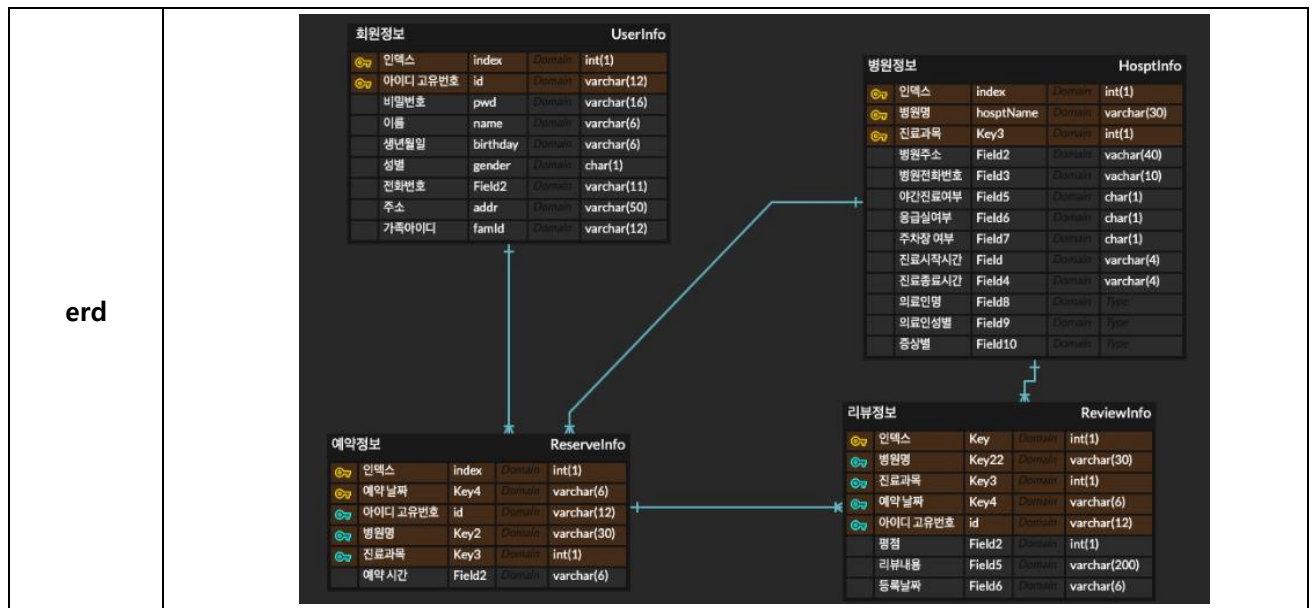 erd
회원정보 UserInfo
인덱스 index Domain int(1)
아이디 고유번호 id Domain varchar(12)
비밀번호 pwd Domain varchar(16)
이름 name Domain varchar(6)
생년월일 birthday Domain varchar(6)
성별 gender Domain char(1)
전화번호 Field2 Domain varchar(11)
주소 addr Domain varchar(50)
가족아이디 famId Domain varchar(12)
병원정보 HosptInfo
인덱스 index Domain int(1)
병원명 hosptName Domain varchar(30)
진료과목 Key3 Domain int(1)
병원주소 Field2 Domain vachar(40)
병원전화번호 Field3 Domain vachar(10)
야간진료여부 Field5 Domain char(1)
응급실여부 Field6 Domain char(1)
주차장 여부 Field7 Domain char(1)
진료시작시간 Field Domain varchar(4)
진료종료시간 Field4 Domain varchar(4)
의료인명 Field8 Domain Type
의료인성별 Field9 Domain Type
증상별 Field10 Domain Type
예약정보 ReserveInfo
인덱스 index Domain int(1)
예약 날짜 Key4 Domain varchar(6)
아이디 고유번호 id Domain varchar(12)
병원명 Key2 Domain varchar(30)
진료과목 Key3 Domain int(1)
예약 시간 Field2 Domain varchar(6)
리뷰정보 ReviewInfo
인덱스 Key Domain int(1)
병원명 Key22 Domain varchar(30)
진료과목 Key3 Domain int(1)
예약 날짜 Key4 Domain varchar(6)
아이디 고유번호 id Domain varchar(12)
평점 Field2 Domain int(1)
리뷰내용 Field5 Domain varchar(200)
등록날짜 Field6 Domain varchar(6)